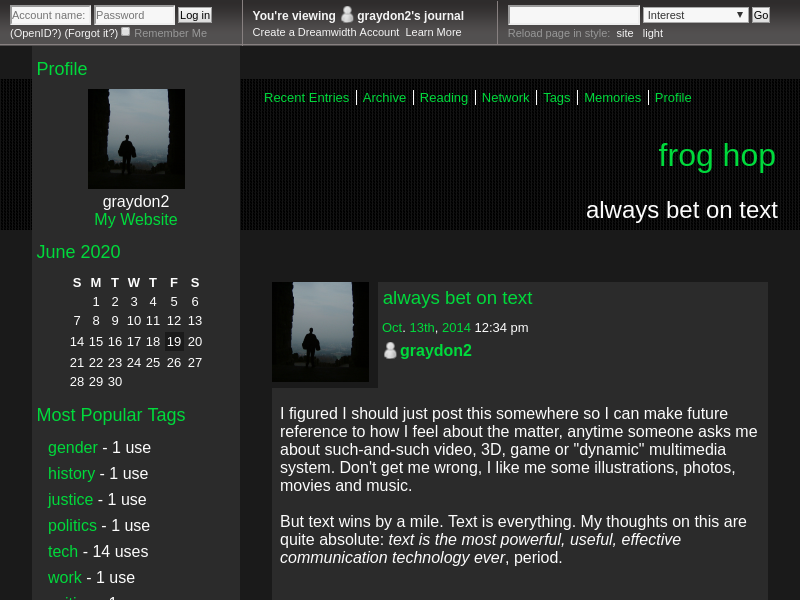 Account name: Password Log in
(OpenID?) (Forgot it?) Remember Me
You're viewing graydon2's journal
Create a Dreamwidth Account Learn More
Interest Go
Reload page in style: site light
Profile
graydon2
My Website
June 2020
S M T W T F S
1 2 3 4 5 6
7 8 9 10 11 12 13
14 15 16 17 18 19 20
21 22 23 24 25 26 27
28 29 30
Most Popular Tags
gender - 1 use
history - 1 use
justice - 1 use
politics - 1 use
tech - 14 uses
work - 1 use
Recent Entries Archive Reading Network Tags Memories Profile
frog hop
always bet on text
always bet on text
Oct. 13th, 2014 12:34 pm
graydon2
I figured I should just post this somewhere so I can make future
reference to how I feel about the matter, anytime someone asks me
about such-and-such video, 3D, game or "dynamic" multimedia
system. Don't get me wrong, I like me some illustrations, photos,
movies and music.
But text wins by a mile. Text is everything. My thoughts on this are
quite absolute: text is the most powerful, useful, effective
communication technology ever, period.